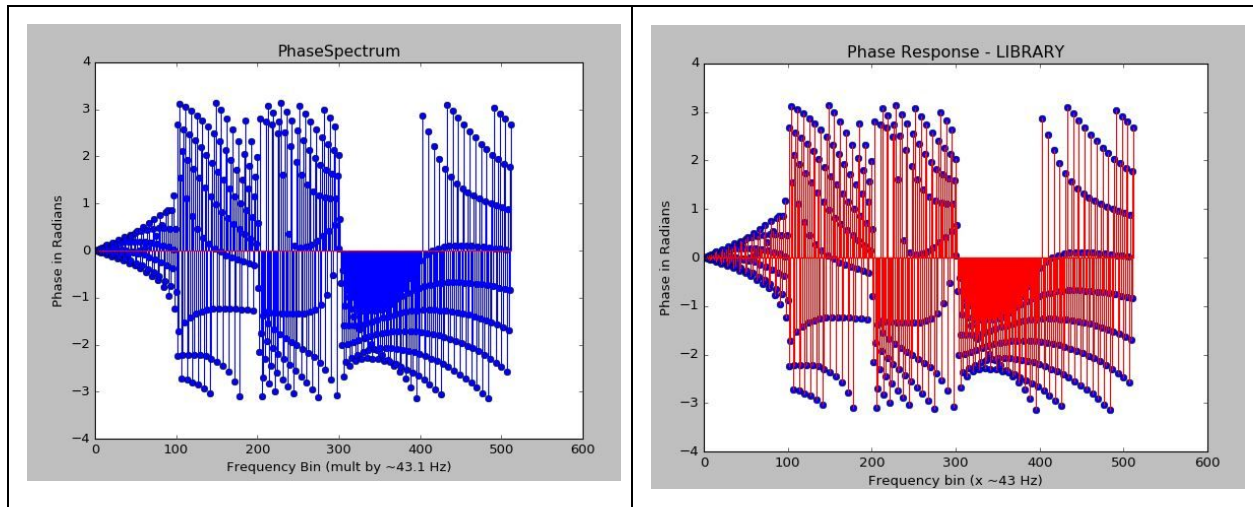 PhaseSpectrum
4
3
2
1
0
−1
−2
−3
−4
Phase in Radians
0 100 200 300 400 500 600
Frequency Bin (mult by ~43.1 Hz)
Phase Response - LIBRARY
4
3
2
1
0
−1
−2
−3
−4
Phase in Radians
0 100 200 300 400 500 600
Frequency bin (x ~43 Hz)